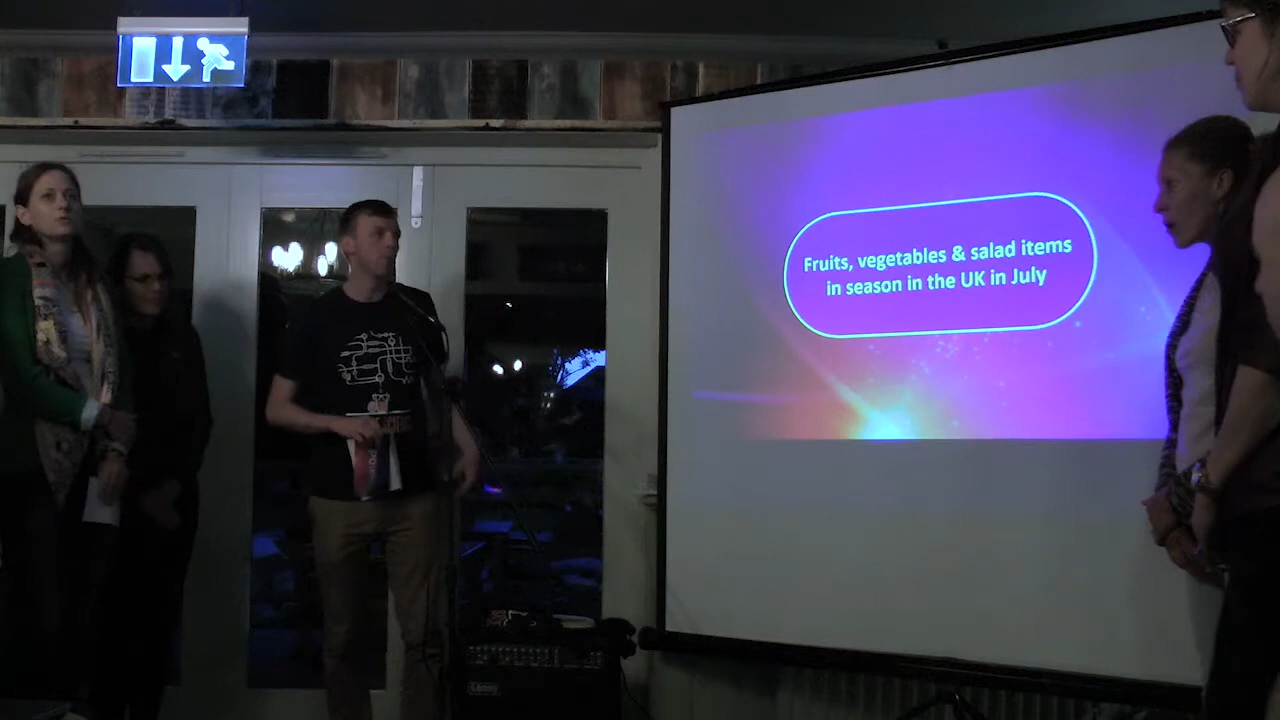 Fruits, vegetables & salad items
in season in the UK in July